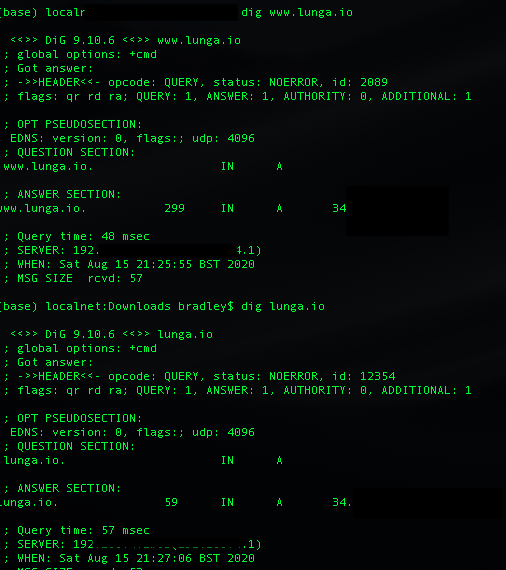 (base) localr dig www.lunga.io
<<>> DiG 9.10.6 <<>> www.lunga.io
; global options: +cmd
; Got answer:
; ->>HEADER<<- opcode: QUERY, status: NOERROR, id: 2089
; flags: qr rd ra; QUERY: 1, ANSWER: 1, AUTHORITY: 0, ADDITIONAL: 1
; OPT PSEUDOSECTION:
EDNS: version: 0, flags:; udp: 4096
; QUESTION SECTION:
www.lunga.io. IN A
; ANSWER SECTION:
www.lunga.io. 299 IN A 34
; Query time: 48 msec
; SERVER: 192. 4.1)
; WHEN: Sat Aug 15 21:25:55 BST 2020
; MSG SIZE rcvd: 57
(base) localnet:Downloads bradley$ dig lunga.io
<<>> DiG 9.10.6 <<>> lunga.io
; global options: +cmd
; Got answer:
; ->>HEADER<<- opcode: QUERY, status: NOERROR, id: 12354
; flags: qr rd ra; QUERY: 1, ANSWER: 1, AUTHORITY: 0, ADDITIONAL: 1
; OPT PSEUDOSECTION:
EDNS: version: 0, flags:; udp: 4096
; QUESTION SECTION:
lunga.io. IN A
; ANSWER SECTION:
lunga.io. 59 IN A 34.
; Query time: 57 msec
; SERVER: 192 .1)
; WHEN: Sat Aug 15 21:27:06 BST 2020